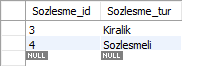 Sozlesme_id Sozlesme_tur
3 Kiralik
4 Sozlesmeli
NULL NULL